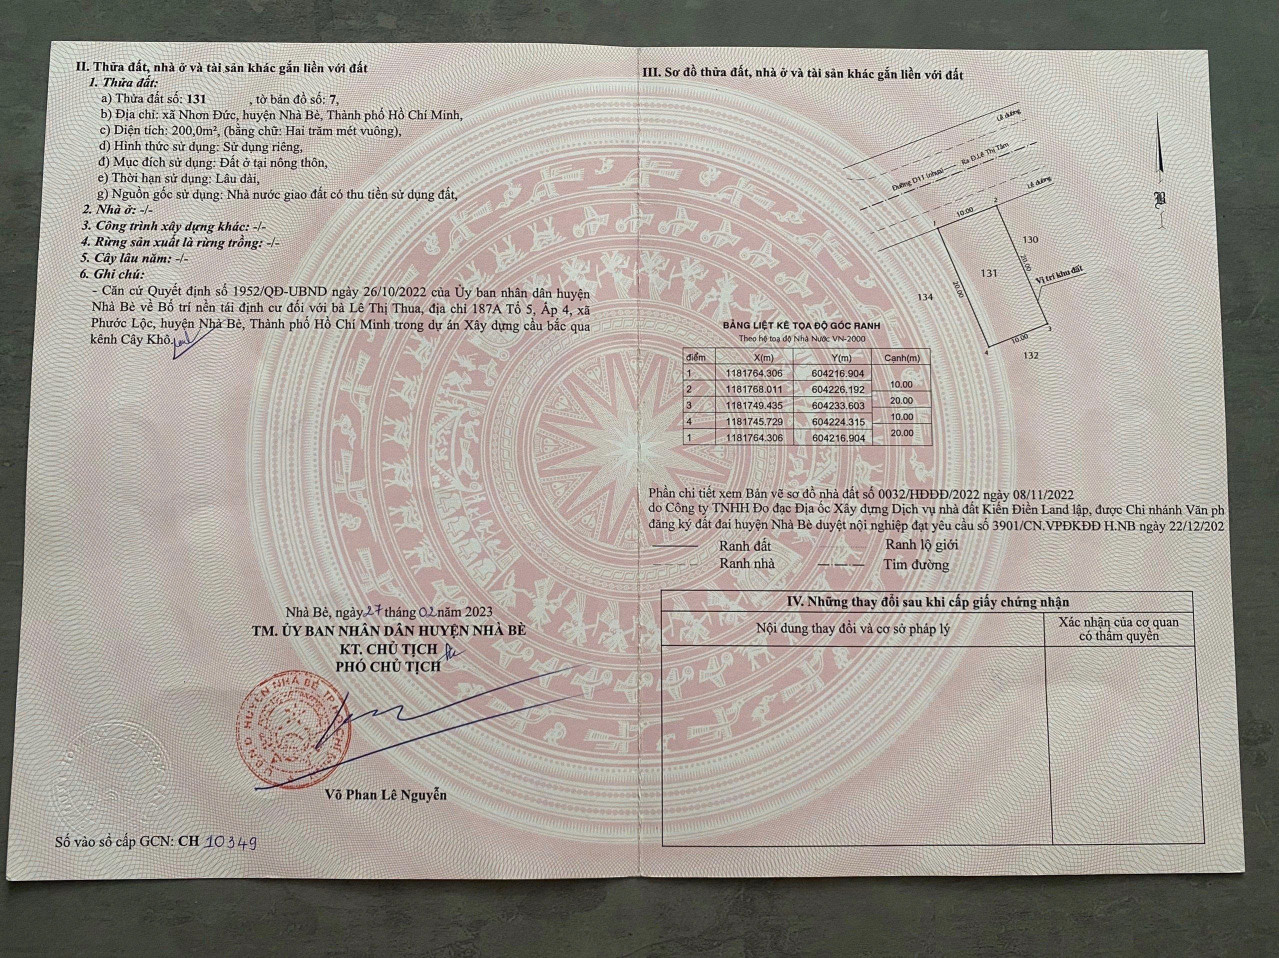 II. Thửa đất, nhà ở và tài sản khác gắn liền với đất
1. Thửa đất:
a) Thửa đất số: 131 , tờ bản đồ số: 7,
b) Địa chỉ: xã Nhơn Đức, huyện Nhà Bè, Thành phố Hồ Chí Minh,
c) Diện tích: 200,0m², (bằng chữ: Hai trăm mét vuông),
d) Hình thức sử dụng: Sử dụng riêng,
đ) Mục đích sử dụng: Đất ở tại nông thôn,
e) Thời hạn sử dụng: Lâu dài,
g) Nguồn gốc sử dụng: Nhà nước giao đất có thu tiền sử dụng đất,
2. Nhà ở: -/-
3. Công trình xây dựng khác: -/-
4. Rừng sản xuất là rừng trồng: -/-
5. Cây lâu năm: -/-
6. Ghi chú:
- Căn cứ Quyết định số 1952/QĐ-UBND ngày 26/10/2022 của Ủy ban nhân dân huyện
Nhà Bè về Bố trí nền tái định cư đối với bà Lê Thị Thua, địa chỉ 187A Tổ 5, Ấp 4, xã
Phước Lộc, huyện Nhà Bè, Thành phố Hồ Chí Minh trong dự án Xây dựng cầu bắc qua
kênh Cây Khô.
Nhà Bè, ngày 27 tháng 02 năm 2023
TM. ỦY BAN NHÂN DÂN HUYỆN NHÀ BÈ
KT. CHỦ TỊCH
PHÓ CHỦ TỊCH
U.B.N.D HUYỆN NHÀ BÈ
Võ Phan Lê Nguyễn
Số vào sổ cấp GCN: CH 10349
III. Sơ đồ thửa đất, nhà ở và tài sản khác gắn liền với đất
Lề đường
Đường D11 (nhựa) Ra Đ.Lê Thị Tâm
Lề đường
B
1 10.00 2
130
20.00
131
Vị trí khu đất
134
20.00
3
10.00
4
132
BẢNG LIỆT KÊ TỌA ĐỘ GÓC RANH
Theo hệ toạ độ Nhà Nước VN-2000
điểm X(m) Y(m) Cạnh(m)
1 1181764.306 604216.904
10.00
2 1181768.011 604226.192
20.00
3 1181749.435 604233.603
10.00
4 1181745.729 604224.315
20.00
1 1181764.306 604216.904
Phần chi tiết xem Bản vẽ sơ đồ nhà đất số 0032/HĐĐĐ/2022 ngày 08/11/2022
do Công ty TNHH Đo đạc Địa ốc Xây dựng Dịch vụ nhà đất Kiến Điền Land lập, được Chi nhánh Văn ph
đăng ký đất đai huyện Nhà Bè duyệt nội nghiệp đạt yêu cầu số 3901/CN.VPĐKĐĐ H.NB ngày 22/12/202
Ranh đất Ranh lộ giới
Ranh nhà Tim đường
IV. Những thay đổi sau khi cấp giấy chứng nhận
Nội dung thay đổi và cơ sở pháp lý
Xác nhận của cơ quan
có thẩm quyền